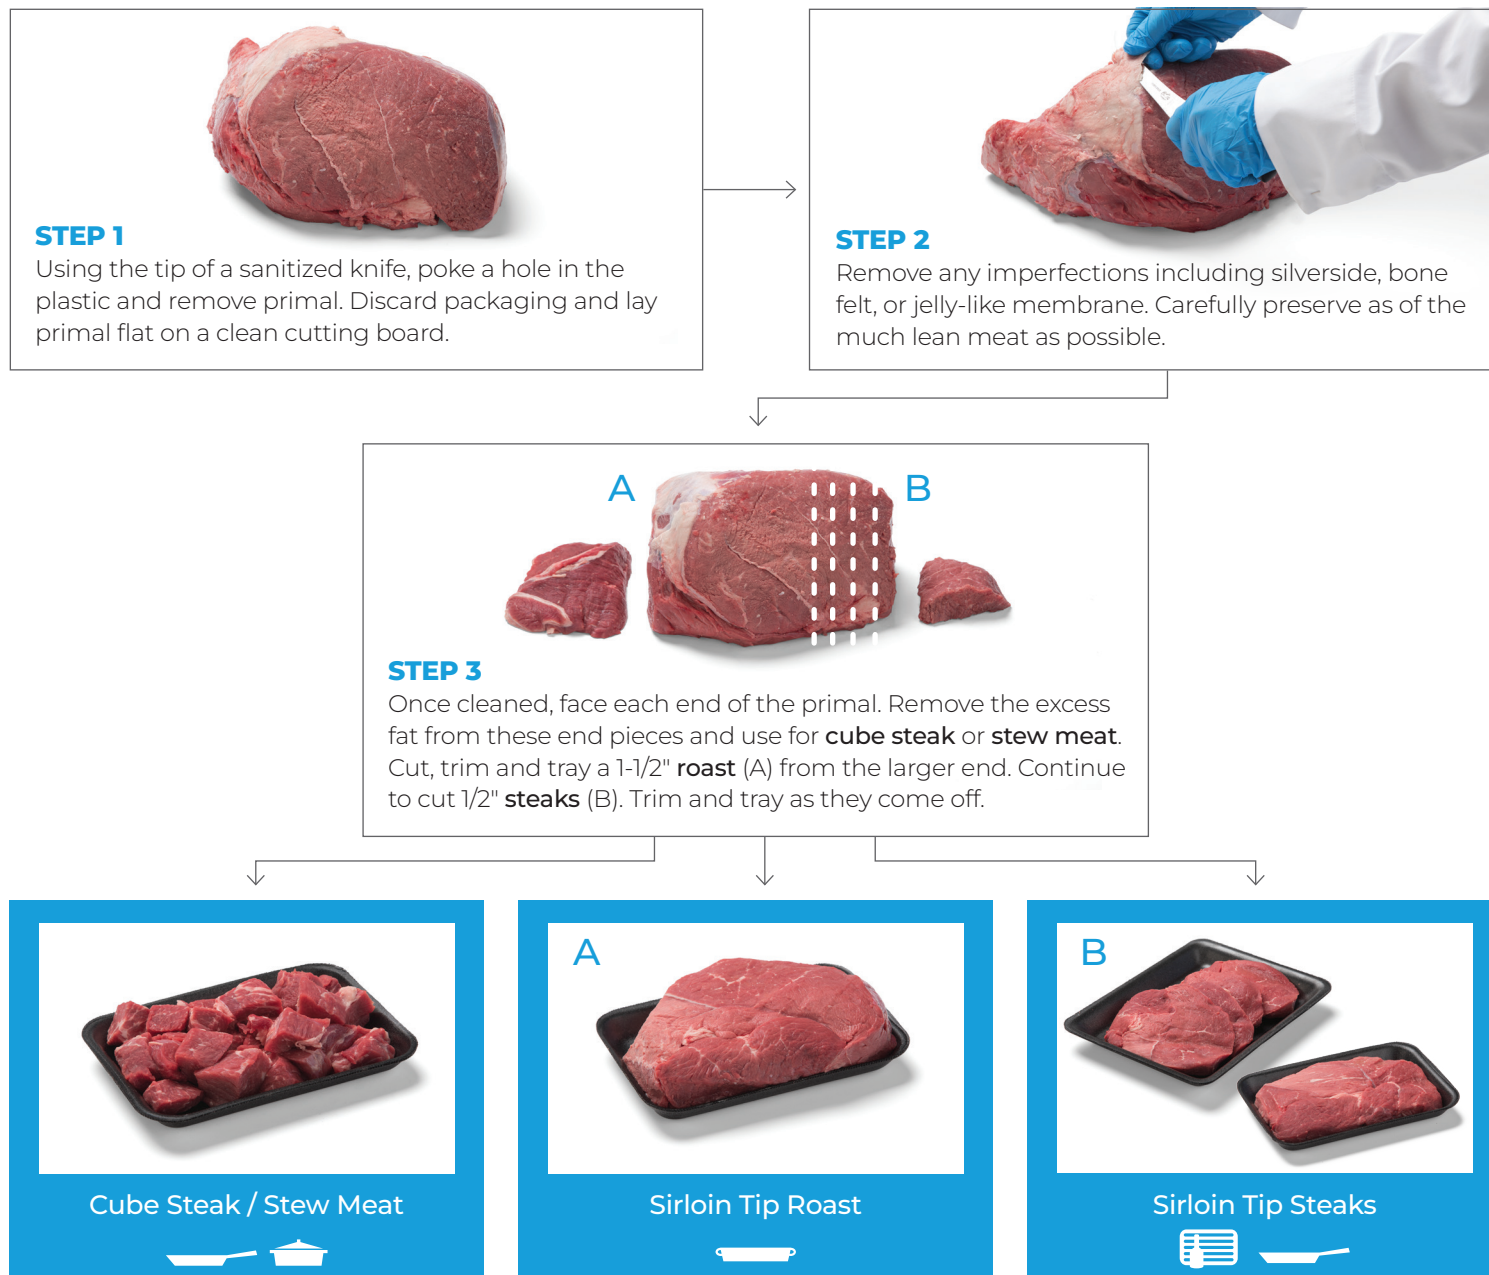 STEP 1
Using the tip of a sanitized knife, poke a hole in the
plastic and remove primal. Discard packaging and lay
primal flat on a clean cutting board.
STEP 2
Remove any imperfections including silverside, bone
felt, or jelly-like membrane. Carefully preserve as of the
much lean meat as possible.
A
B
STEP 3
Once cleaned, face each end of the primal. Remove the excess
fat from these end pieces and use for cube steak or stew meat.
Cut, trim and tray a 1-1/2" roast (A) from the larger end. Continue
to cut 1/2" steaks (B). Trim and tray as they come off.
Cube Steak / Stew Meat
A
Sirloin Tip Roast
B
Sirloin Tip Steaks